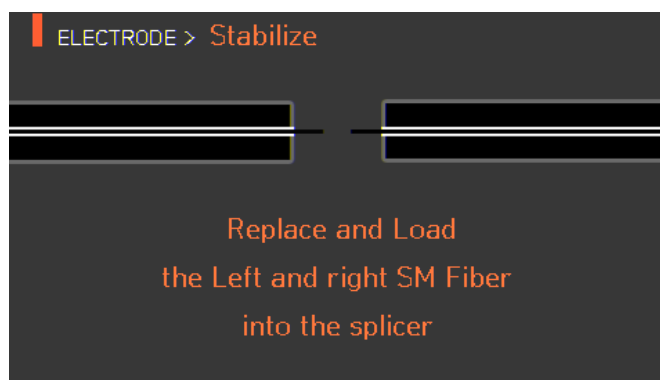 ELECTRODE > Stabilize
Replace and Load
the Left and right SM Fiber
into the splicer